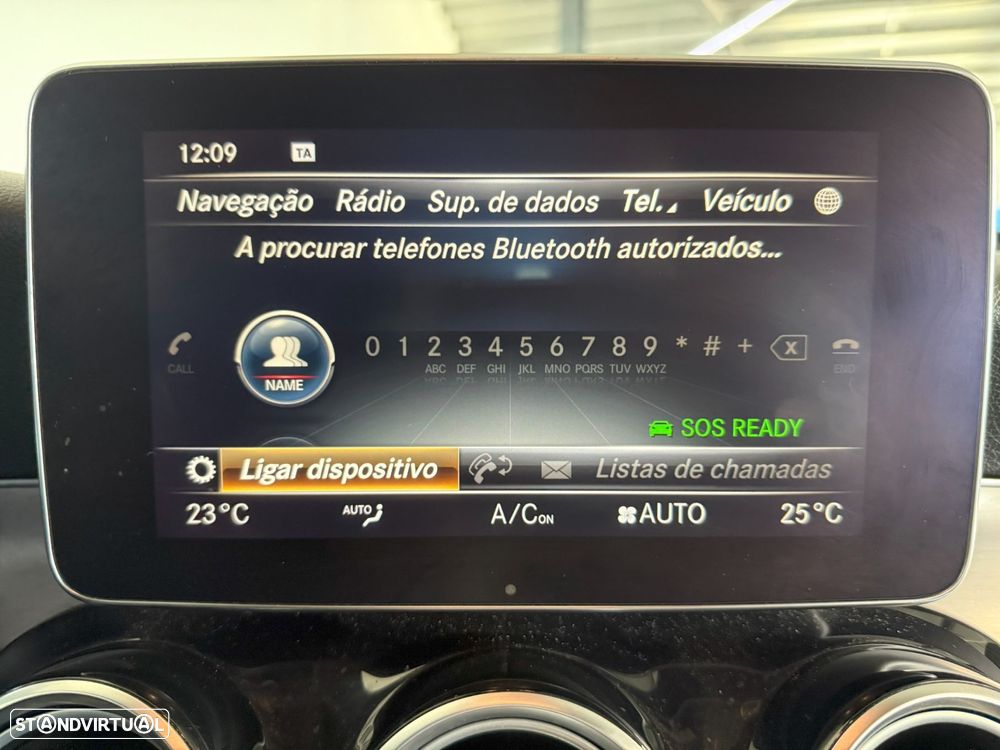 12:09 TA
Navegação Rádio Sup. de dados Tel. Veículo
A procurar telefones Bluetooth autorizados...
0 1 2 3 4 5 6 7 8 9 * # + X
CALL ABC DEF GHI JKL MNO PQRS TUV WXYZ END
NAME
SOS READY
Ligar dispositivo Listas de chamadas
23°C AUTO A/C ON AUTO 25°C
STANDVIRTUAL